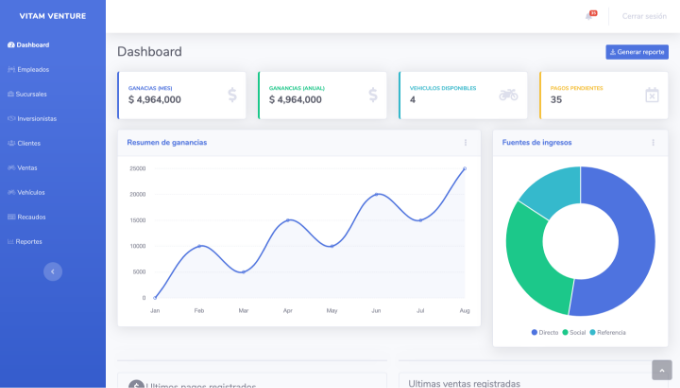 VITAM VENTURE
Cerrar sesión
Dashboard
Empleados
Sucursales
Inversionistas
Clientes
Ventas
Vehículos
Recaudos
Reportes
Dashboard
Generar reporte
GANACIAS (MES)
$ 4,964,000
GANANCIAS (ANUAL)
$ 4,964,000
VEHICULOS DISPONIBLES
4
PAGOS PENDIENTES
35
Resumen de ganancias
25000
20000
15000
10000
5000
0
Jan Feb Mar Apr May Jun Jul Aug
Fuentes de ingresos
Directo Social Referencia
Ultimos pagos registrados
Ultimas ventas registradas